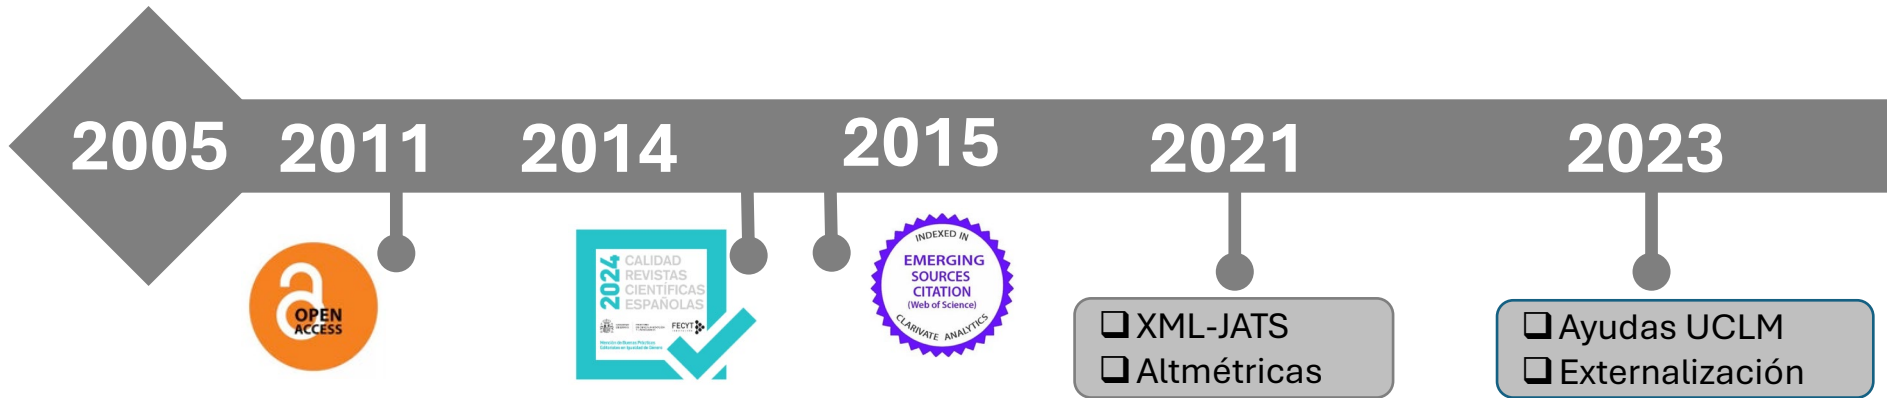 2005
2011
2014
2015
2021
2023
OPEN
ACCESS
2024
CALIDAD
REVISTAS
CIENTÍFICAS
ESPAÑOLAS
FECYT
INDEXED IN
EMERGING
SOURCES
CITATION
(Web of Science)
CLARIVATE ANALYTICS
XML-JATS
Altmétricas
Ayudas UCLM
Externalización